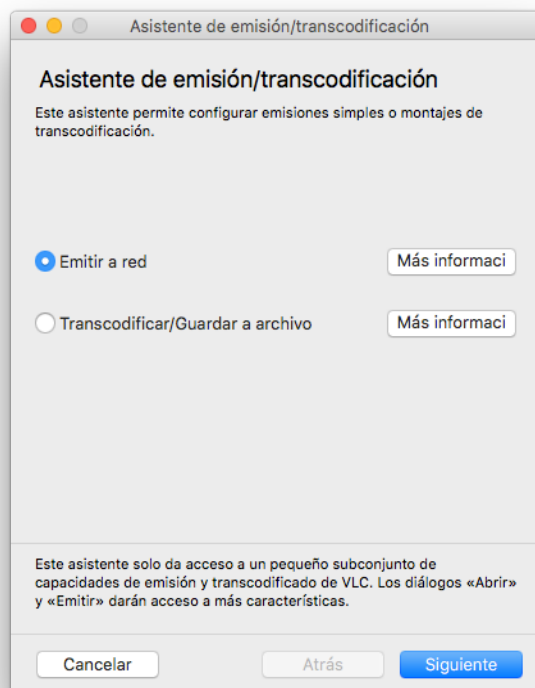 Asistente de emisión/transcodificación
Asistente de emisión/transcodificación
Este asistente permite configurar emisiones simples o montajes de
transcodificación.
Emitir a red
Más informaci
Transcodificar/Guardar a archivo
Más informaci
Este asistente solo da acceso a un pequeño subconjunto de
capacidades de emisión y transcodificado de VLC. Los diálogos «Abrir»
y «Emitir» darán acceso a más características.
Cancelar
Atrás
Siguiente